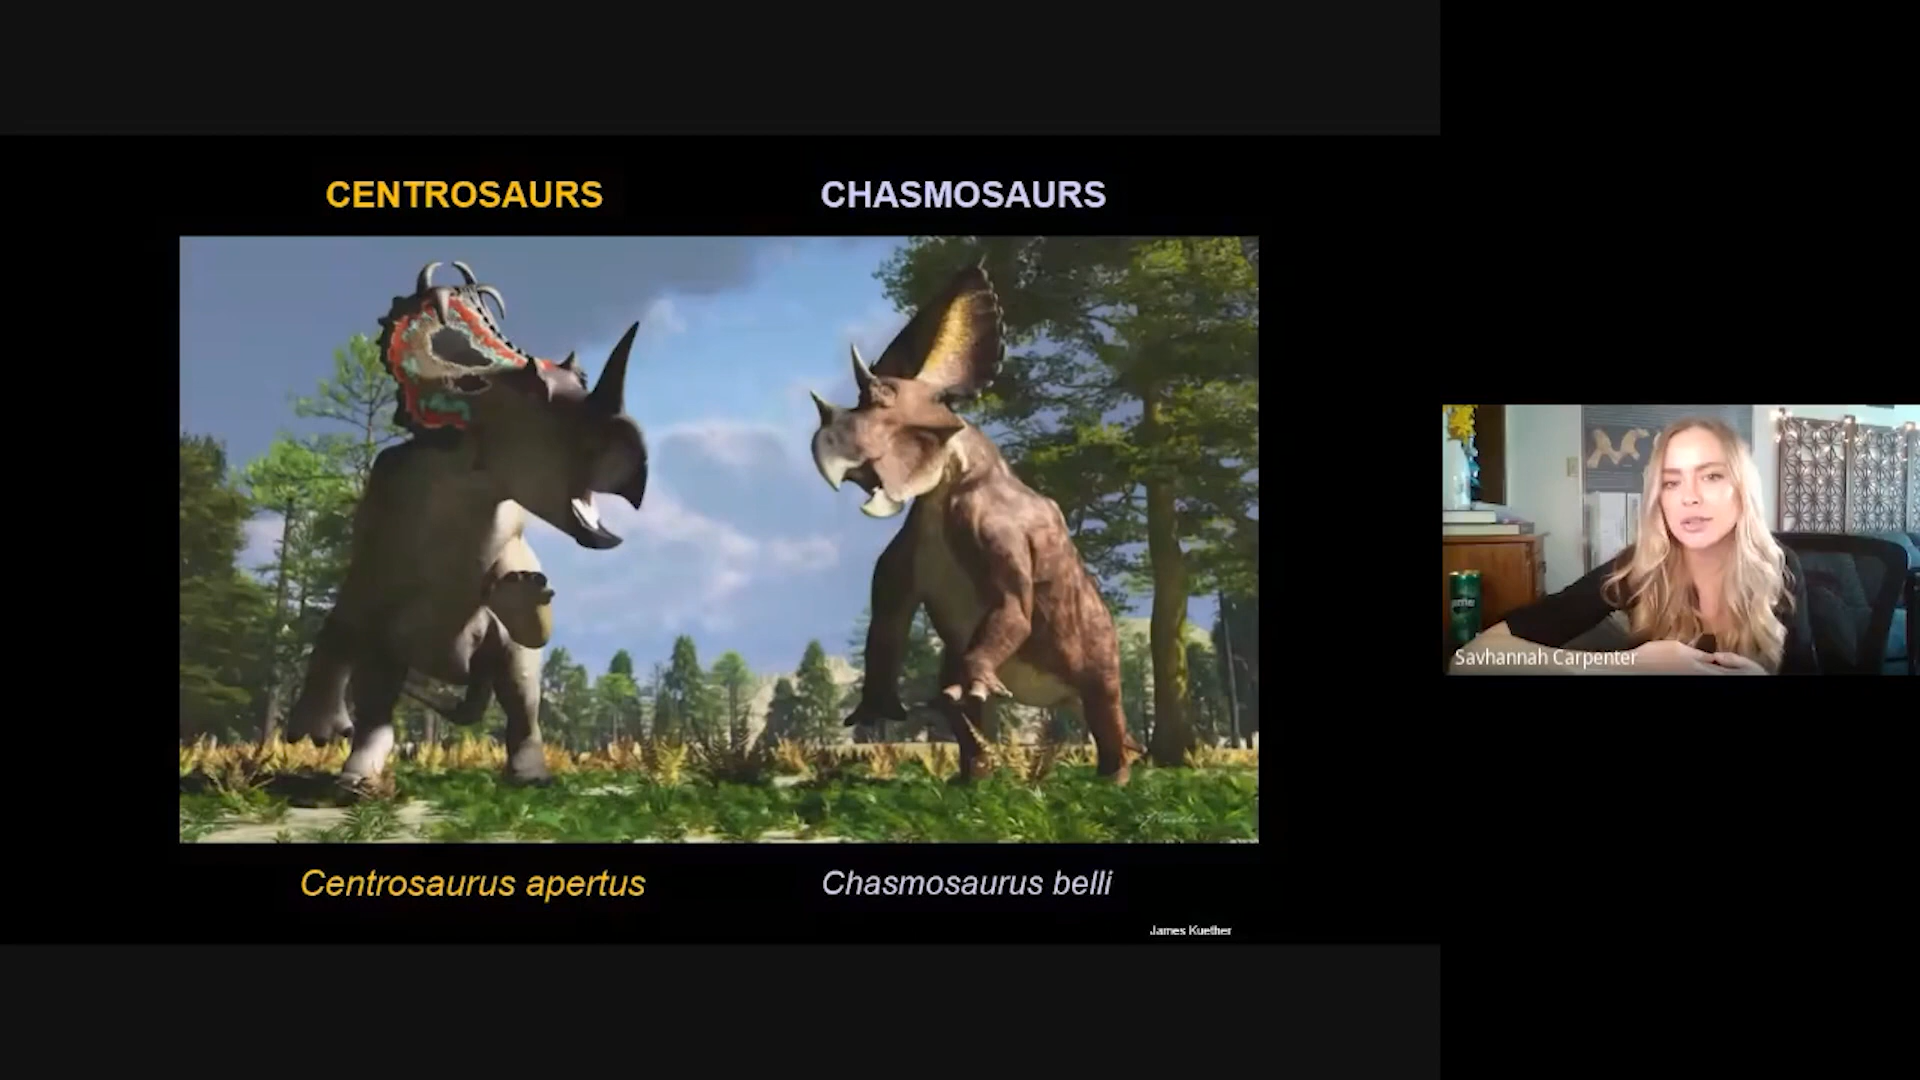 CENTROSAURS
CHASMOSAURS
Centrosaurus apertus
Chasmosaurus belli
James Kuether
Savhannah Carpenter